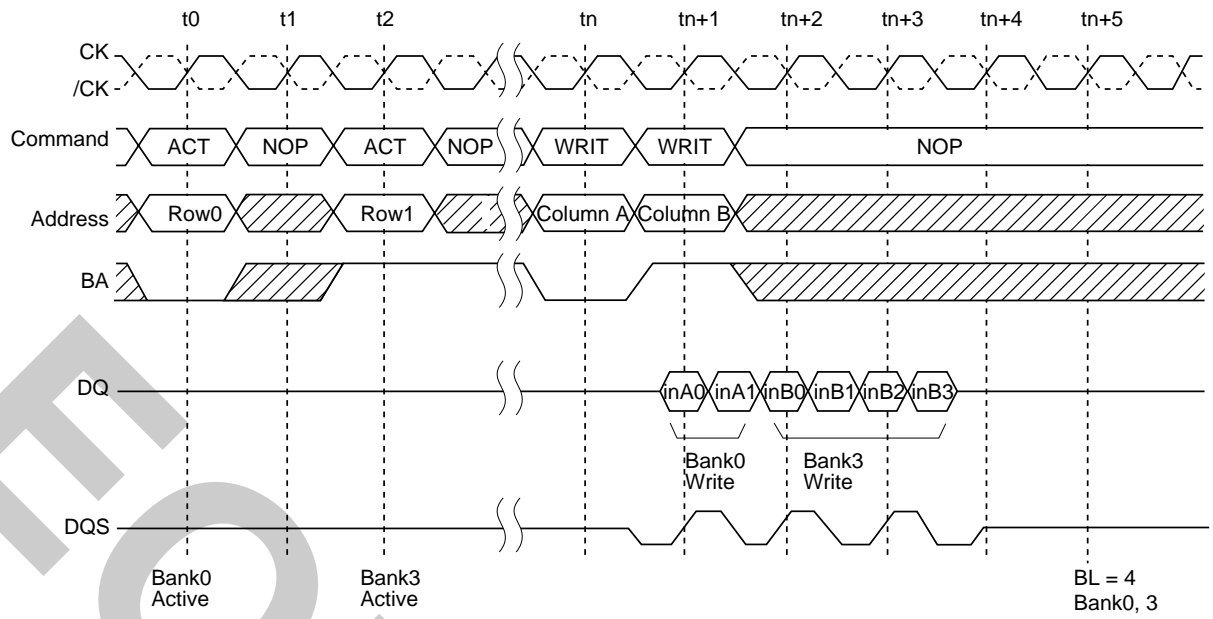 t0 t1 t2 tn tn+1 tn+2 tn+3 tn+4 tn+5
CK
/CK
Command ACT NOP ACT NOP WRIT WRIT NOP
Address Row0 Row1 Column A Column B
BA
DQ inA0 inA1 inB0 inB1 inB2 inB3
Bank0 Bank3
Write Write
DQS
Bank0 Bank3 BL = 4
Active Active Bank0, 3